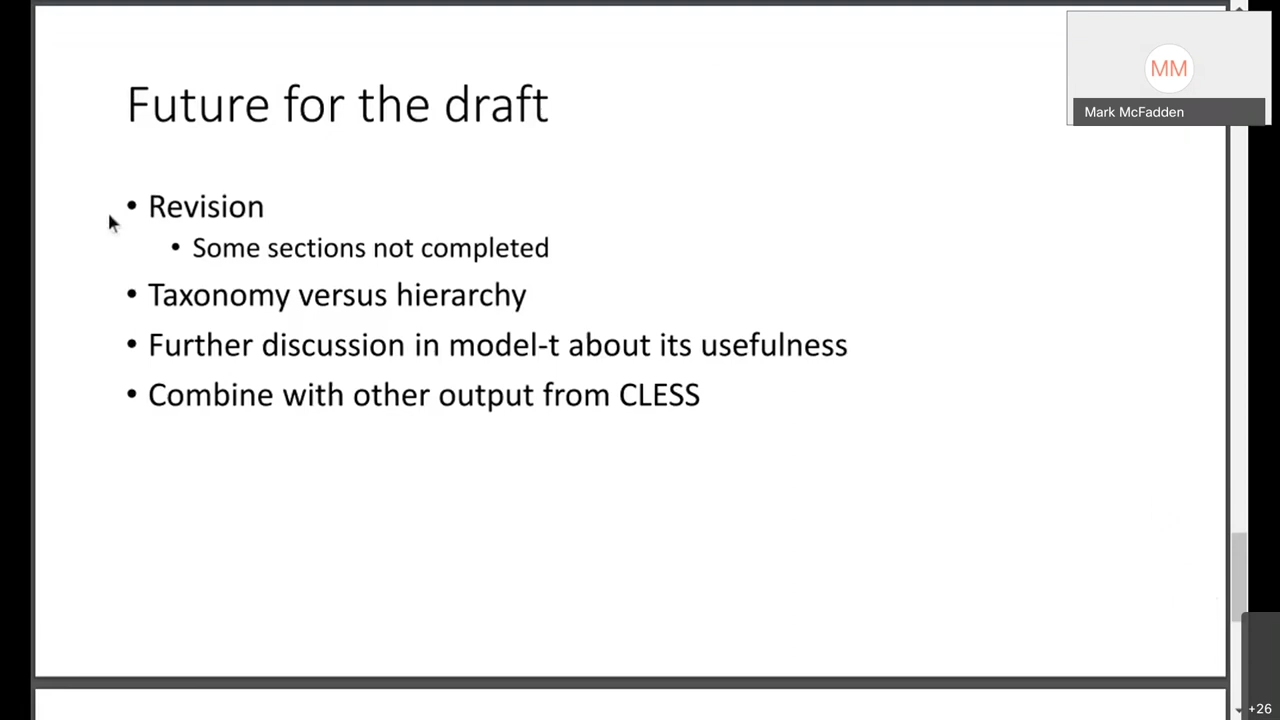 Future for the draft
MM
Mark McFadden
• Revision
• Some sections not completed
• Taxonomy versus hierarchy
• Further discussion in model-t about its usefulness
• Combine with other output from CLESS
+26